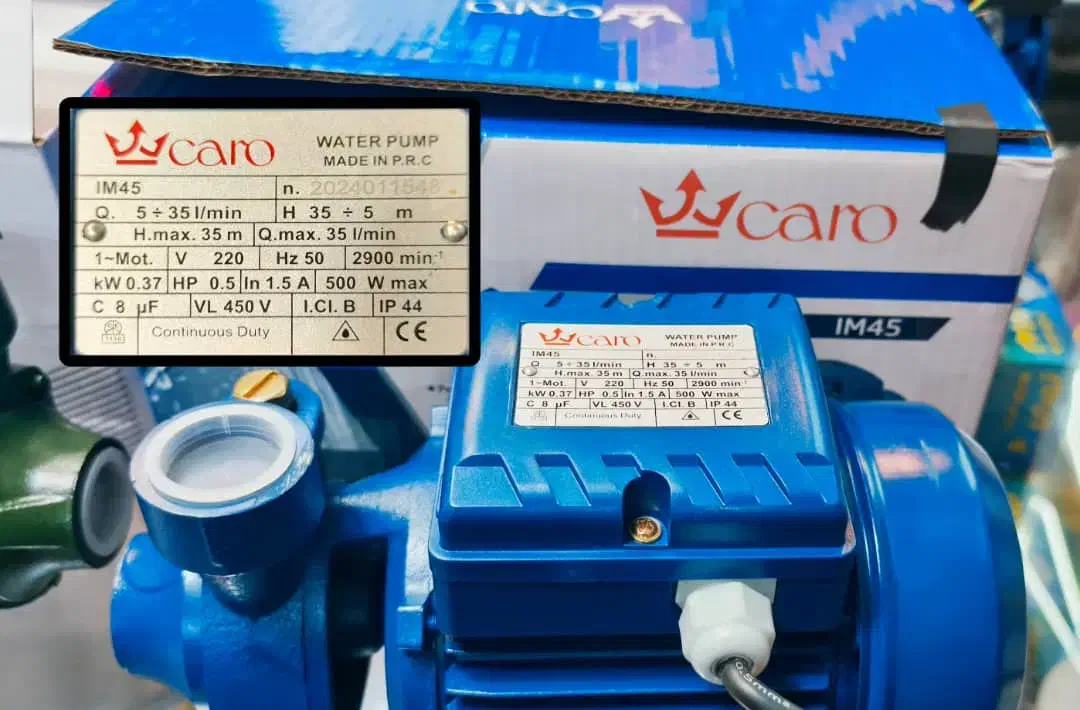 caro
caro
WATER PUMP
MADE IN P.R.C
IM45 n. 2024011548
Q. 5 ÷ 35 l/min H 35 ÷ 5 m
H.max. 35 m Q.max. 35 l/min
1~Mot. V 220 Hz 50 2900 min⁻¹
kW 0.37 HP 0.5 In 1.5 A 500 W max
C 8 µF VL 450 V I.Cl. B IP 44
Continuous Duty CE
caro
IM45
caro
WATER PUMP
MADE IN P.R.C
IM45 n.
Q. 5 ÷ 35 l/min H 35 ÷ 5 m
H.max. 35 m Q.max. 35 l/min
1~Mot. V 220 Hz 50 2900 min⁻¹
kW 0.37 HP 0.5 In 1.5 A 500 W max
C 8 µF VL 450 V I.Cl. B IP 44
Continuous Duty CE
0.5mm